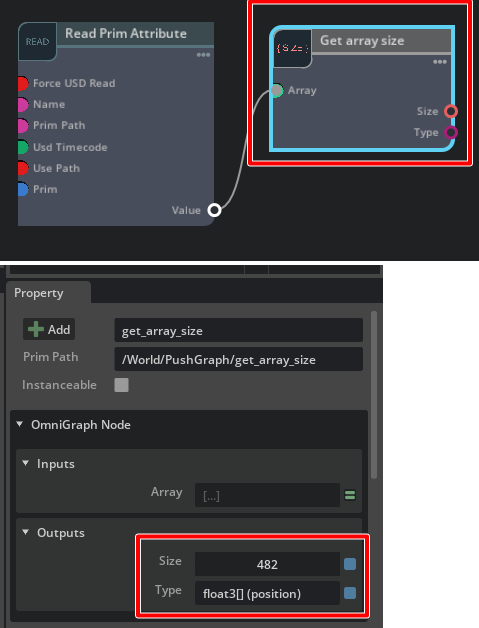 READ
Read Prim Attribute
Force USD Read
Name
Prim Path
Usd Timecode
Use Path
Prim
Value
Get array size
Array
Size
Type
Property
Add
get_array_size
Prim Path
/World/PushGraph/get_array_size
Instanceable
OmniGraph Node
Inputs
Array
[...]
Outputs
Size
482
Type
float3[] (position)